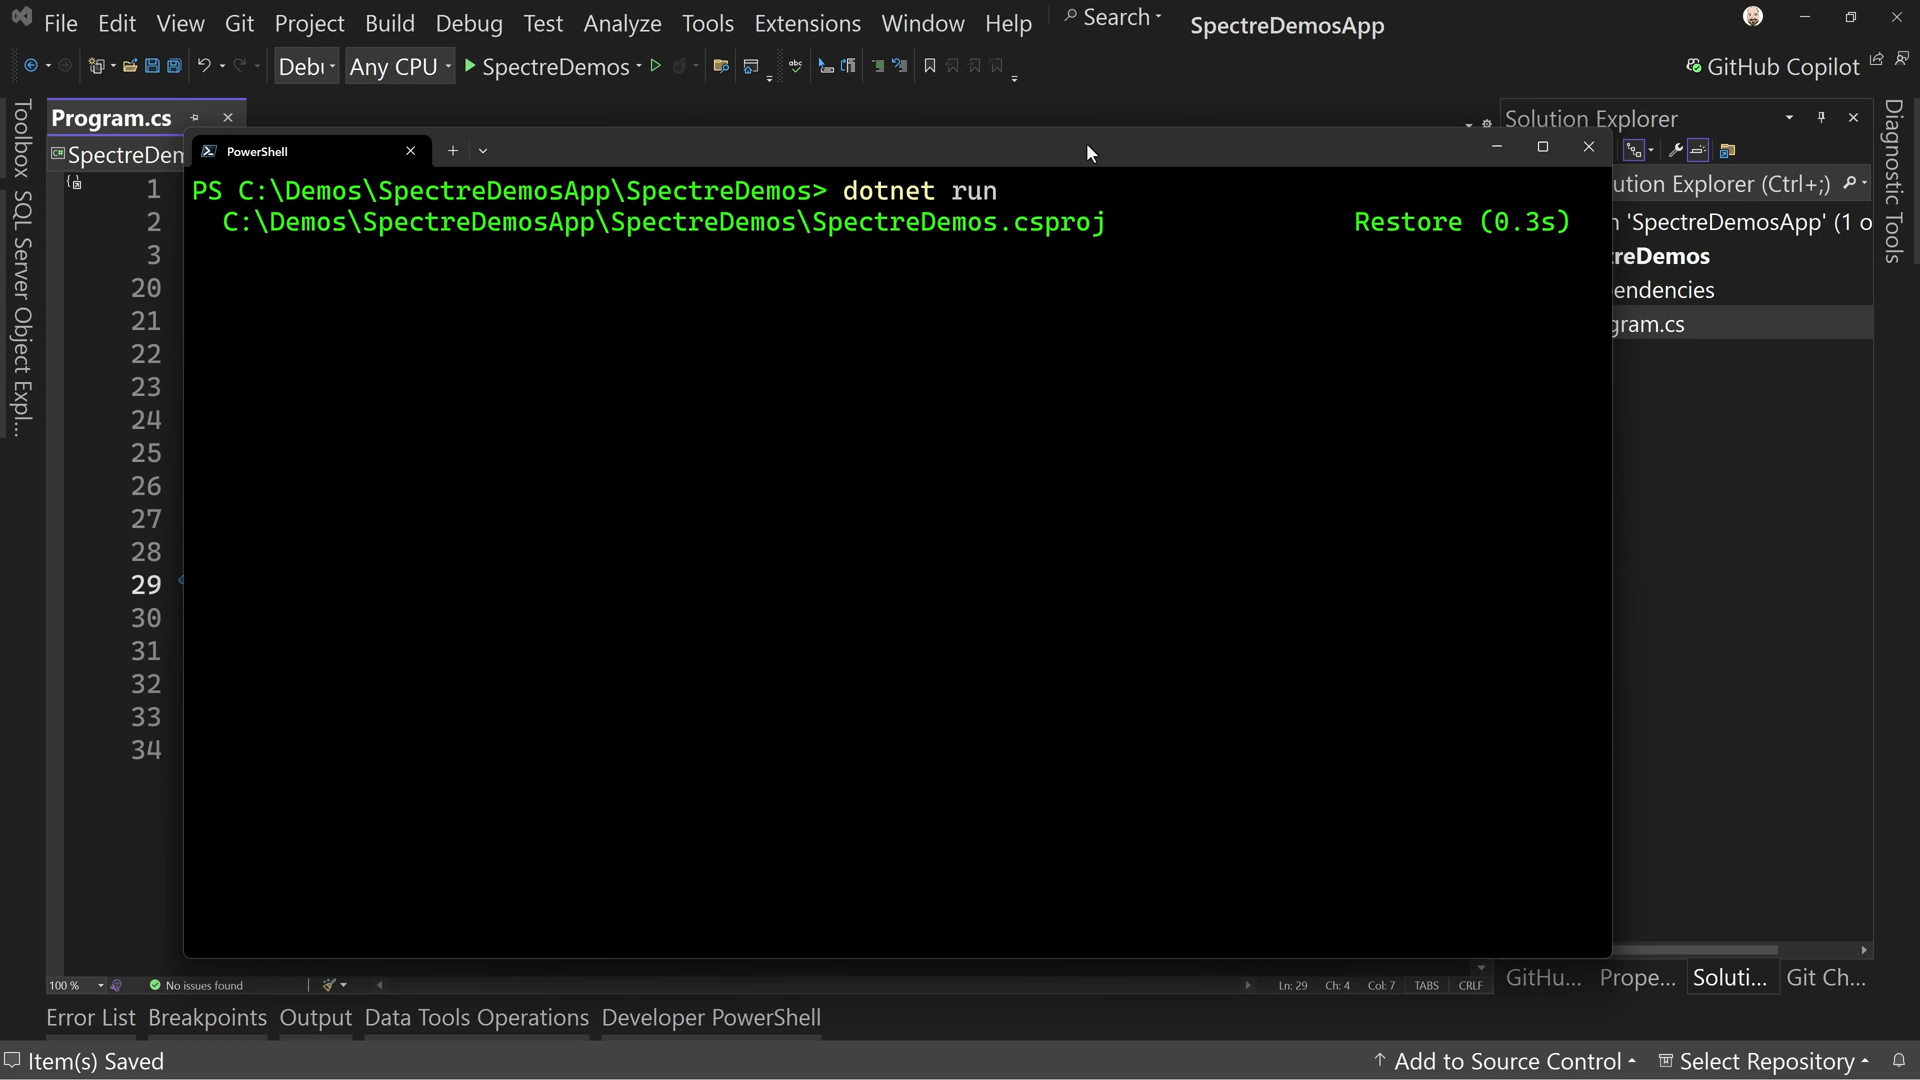 File Edit View Git Project Build Debug Test Analyze Tools Extensions Window Help Search SpectreDemosApp
Any CPU SpectreDemos GitHub Copilot
Program.cs
Solution Explorer
SpectreDem
PowerShell
ution Explorer (Ctrl+;)
PS C:\Demos\SpectreDemosApp\SpectreDemos> dotnet run
C:\Demos\SpectreDemosApp\SpectreDemos\SpectreDemos.csproj Restore (0.3s)
'SpectreDemosApp' (1 o
reDemos
endencies
gram.cs
Toolbox
SQL Server Object Expl...
Diagnostic Tools
1
2
3
20
21
22
23
24
25
26
27
28
29
30
31
32
33
34
100 % No issues found Ln: 29 Ch: 4 Col: 7 TABS CRLF
GitHu... Prope... Soluti... Git Ch...
Error List Breakpoints Output Data Tools Operations Developer PowerShell
Item(s) Saved Add to Source Control Select Repository